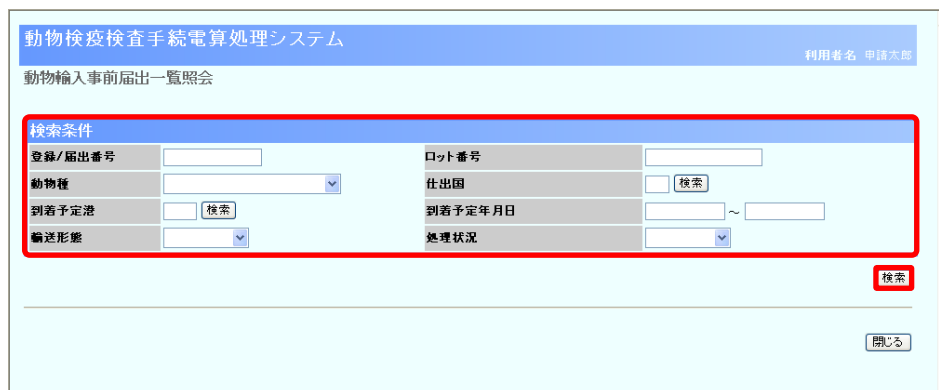 動物検疫検査手続電算処理システム
利用者名 申請太郎
動物輸入事前届出一覧照会
検索条件
登録/届出番号 ロット番号
動物種 仕出国 検索
到着予定港 検索 到着予定年月日 ～
輸送形態 処理状況
検索
閉じる